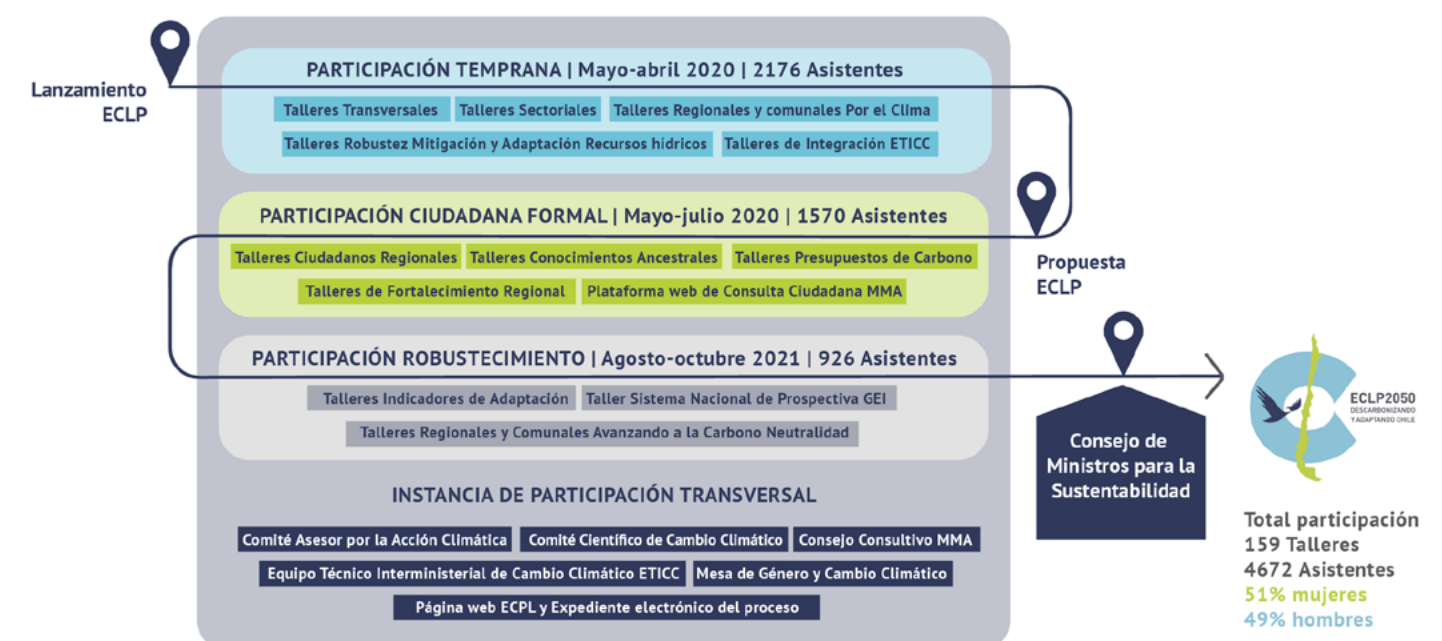 Lanzamiento
ECLP
PARTICIPACIÓN TEMPRANA | Mayo-abril 2020 | 2176 Asistentes
Talleres Transversales
Talleres Sectoriales
Talleres Regionales y comunales Por el Clima
Talleres Robustez Mitigación y Adaptación Recursos hídricos
Talleres de Integración ETICC
PARTICIPACIÓN CIUDADANA FORMAL | Mayo-julio 2020 | 1570 Asistentes
Talleres Ciudadanos Regionales
Talleres Conocimientos Ancestrales
Talleres Presupuestos de Carbono
Talleres de Fortalecimiento Regional
Plataforma web de Consulta Ciudadana MMA
Propuesta
ECLP
PARTICIPACIÓN ROBUSTECIMIENTO | Agosto-octubre 2021 | 926 Asistentes
Talleres Indicadores de Adaptación
Taller Sistema Nacional de Prospectiva GEI
Talleres Regionales y Comunales Avanzando a la Carbono Neutralidad
INSTANCIA DE PARTICIPACIÓN TRANSVERSAL
Comité Asesor por la Acción Climática
Comité Científico de Cambio Climático
Consejo Consultivo MMA
Equipo Técnico Interministerial de Cambio Climático ETICC
Mesa de Género y Cambio Climático
Página web ECPL y Expediente electrónico del proceso
Consejo de
Ministros para la
Sustentabilidad
ECLP2050
DESCARBONIZANDO
Y ADAPTANDO CHILE
Total participación
159 Talleres
4672 Asistentes
51% mujeres
49% hombres